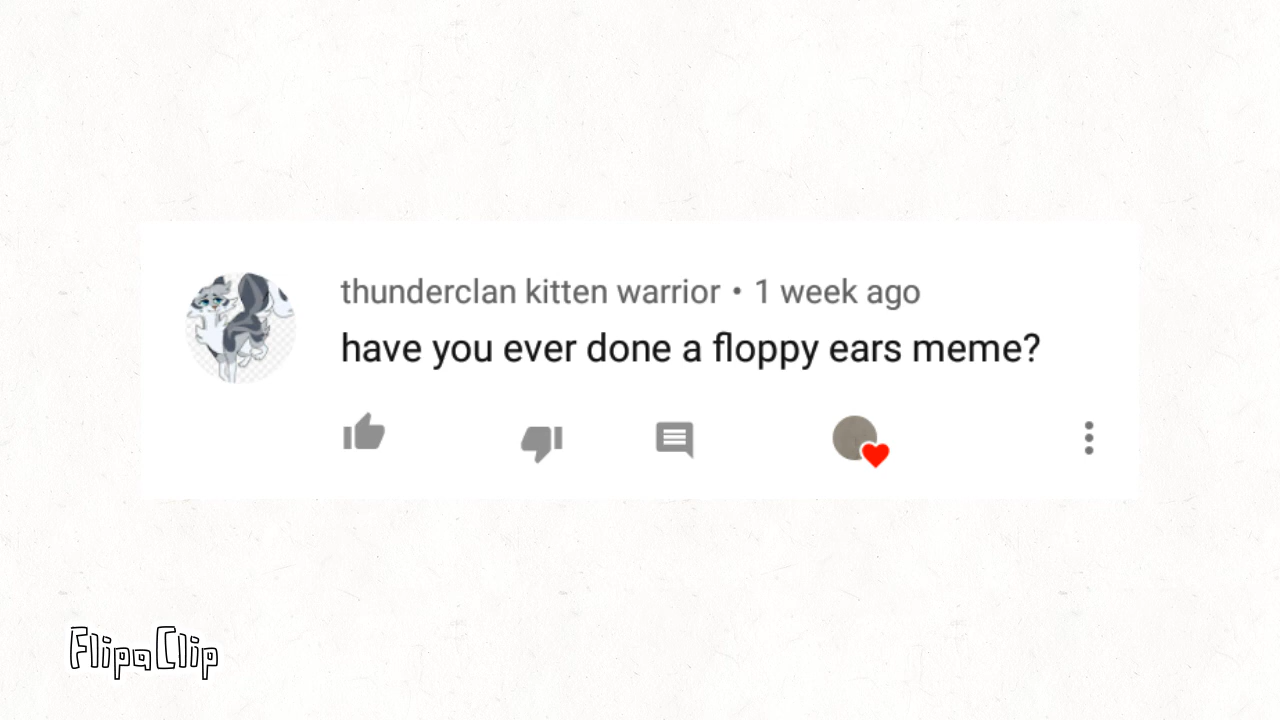 thunderclan kitten warrior • 1 week ago
have you ever done a floppy ears meme?
FlipaClip